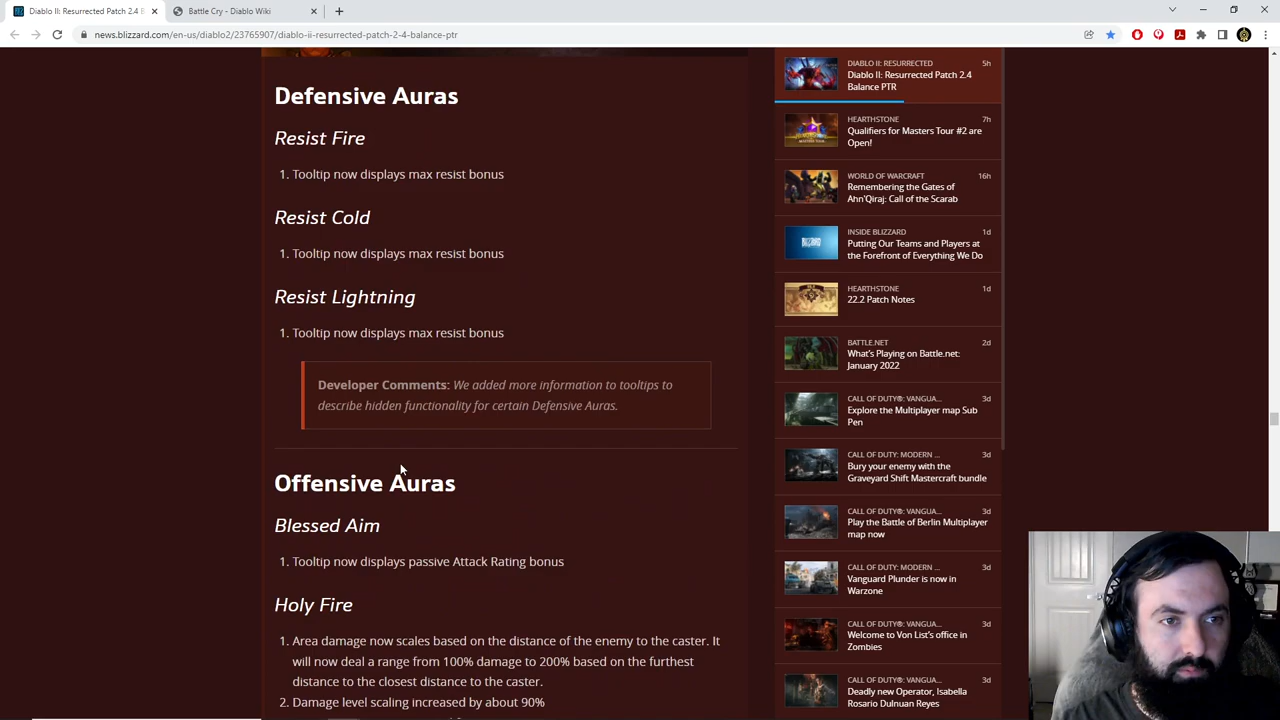 Diablo II: Resurrected Patch 2.4 B
Battle Cry - Diablo Wiki
news.blizzard.com/en-us/diablo2/23765907/diablo-ii-resurrected-patch-2-4-balance-ptr
Defensive Auras
Resist Fire
1. Tooltip now displays max resist bonus
Resist Cold
1. Tooltip now displays max resist bonus
Resist Lightning
1. Tooltip now displays max resist bonus
Developer Comments: We added more information to tooltips to
describe hidden functionality for certain Defensive Auras.
Offensive Auras
Blessed Aim
1. Tooltip now displays passive Attack Rating bonus
Holy Fire
1. Area damage now scales based on the distance of the enemy to the caster. It
will now deal a range from 100% damage to 200% based on the furthest
distance to the closest distance to the caster.
2. Damage level scaling increased by about 90%
DIABLO II: RESURRECTED 5h
Diablo II: Resurrected Patch 2.4
Balance PTR
HEARTHSTONE 7h
Qualifiers for Masters Tour #2 are
Open!
WORLD OF WARCRAFT 16h
Remembering the Gates of
Ahn'Qiraj: Call of the Scarab
INSIDE BLIZZARD 1d
Putting Our Teams and Players at
the Forefront of Everything We Do
HEARTHSTONE 1d
22.2 Patch Notes
BATTLE.NET 2d
What's Playing on Battle.net:
January 2022
CALL OF DUTY®: VANGUA... 3d
Explore the Multiplayer map Sub
Pen
CALL OF DUTY: MODERN ... 3d
Bury your enemy with the
Graveyard Shift Mastercraft bundle
CALL OF DUTY®: VANGUA... 3d
Play the Battle of Berlin Multiplayer
map now
CALL OF DUTY: MODERN ... 3d
Vanguard Plunder is now in
Warzone
CALL OF DUTY®: VANGUA... 3d
Welcome to Von List's office in
Zombies
CALL OF DUTY®: VANGUA... 3d
Deadly new Operator, Isabella
Rosario Dulnuan Reyes